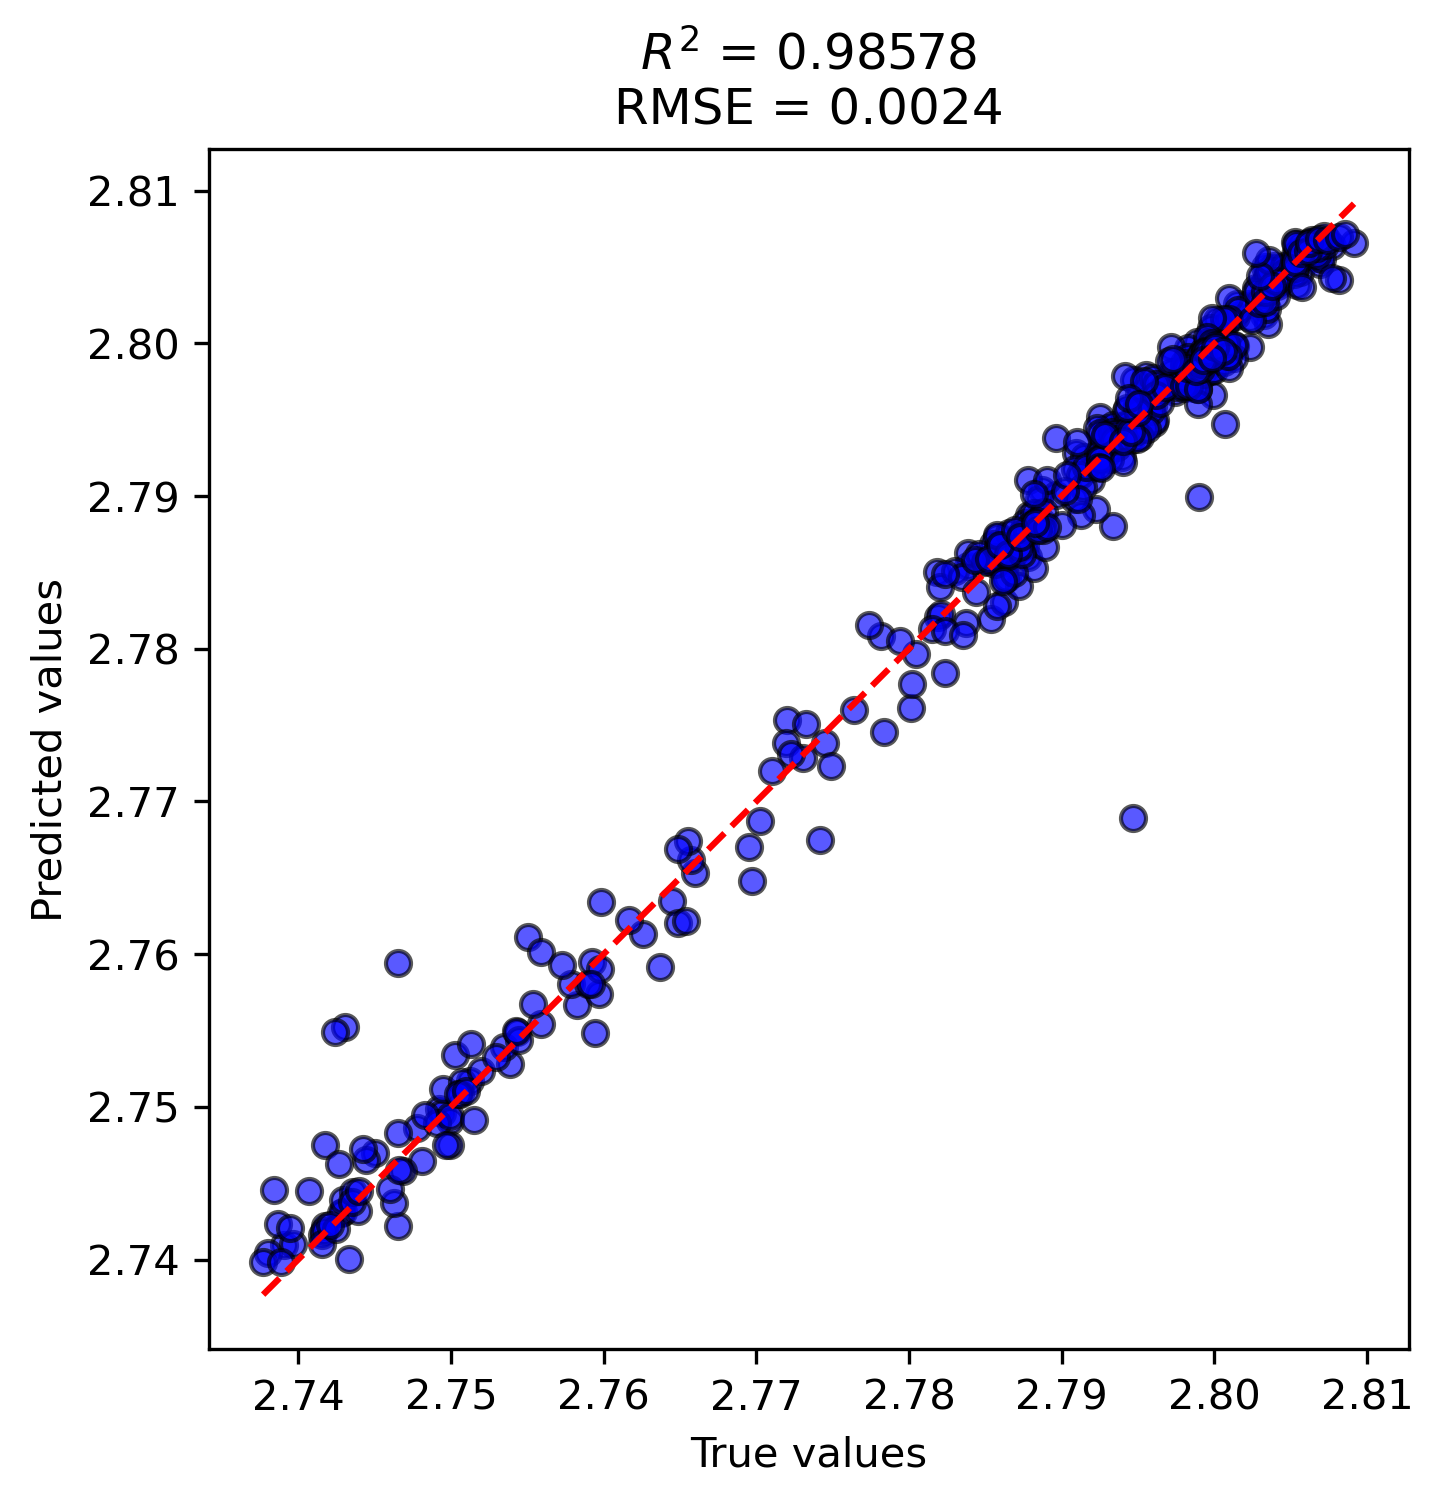 R² = 0.98578
RMSE = 0.0024
2.81
2.80
2.79
2.78
2.77
2.76
2.75
2.74
Predicted values
2.74 2.75 2.76 2.77 2.78 2.79 2.80 2.81
True values